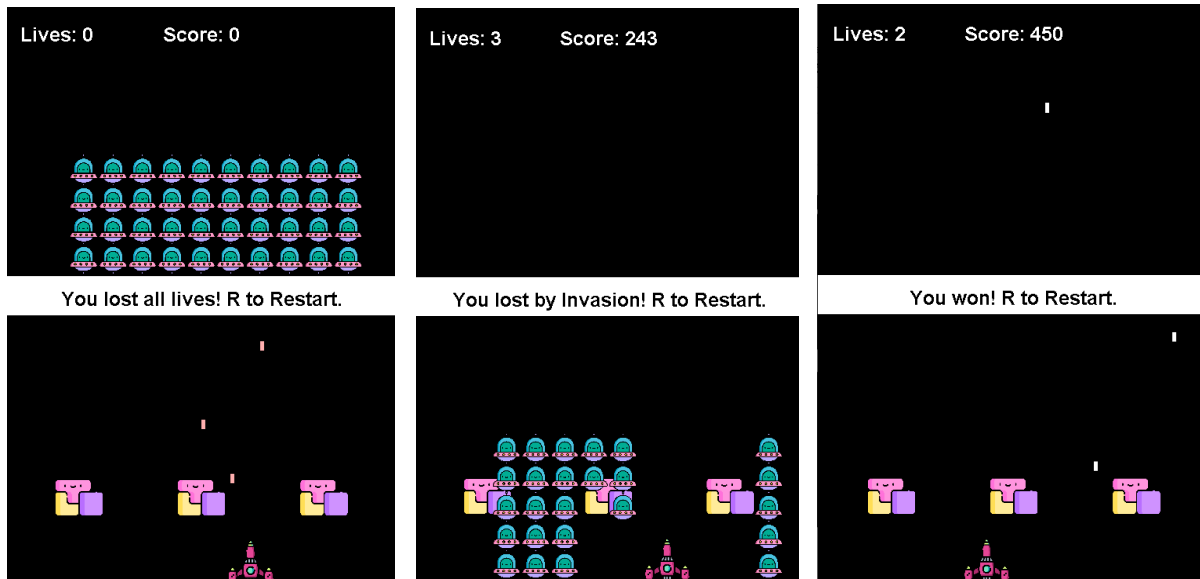 Lives: 0 Score: 0
You lost all lives! R to Restart.
Lives: 3 Score: 243
You lost by Invasion! R to Restart.
Lives: 2 Score: 450
You won! R to Restart.